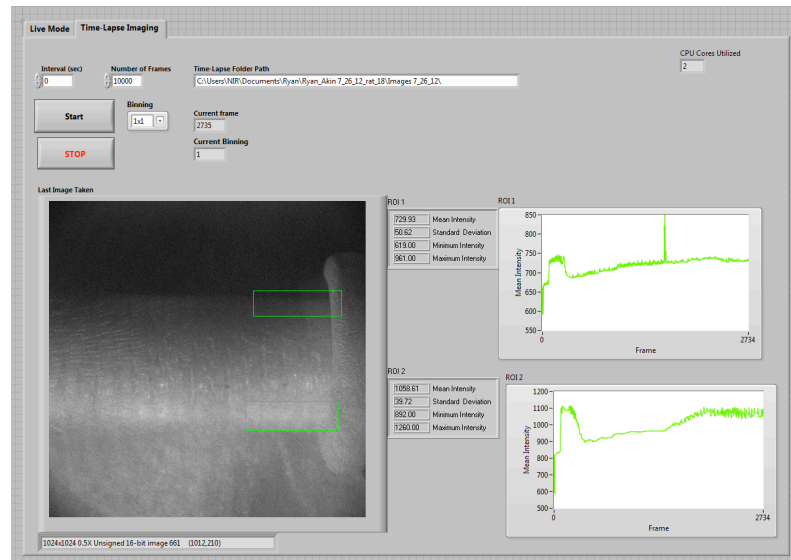 Live Mode
Time-Lapse Imaging
CPU Cores Utilized
2
Interval (sec)
Number of Frames
Time-Lapse Folder Path
0
10000
C:\Users\NIR\Documents\Ryan\Ryan_Akin 7_26_12_rat_18\Images 7_26_12\
Start
Binning
1x1
Current frame
2735
STOP
Current Binning
1
Last Image Taken
ROI 1
729.93 Mean Intensity
50.62 Standard Deviation
619.00 Minimum Intensity
961.00 Maximum Intensity
ROI 1
850
800
750
700
650
600
550
Mean Intensity
0
2734
Frame
ROI 2
1058.61 Mean Intensity
39.72 Standard Deviation
892.00 Minimum Intensity
1260.00 Maximum Intensity
ROI 2
1200
1100
1000
900
800
700
600
500
Mean Intensity
0
2734
Frame
1024x1024 0.5X Unsigned 16-bit image 661 (1012,210)